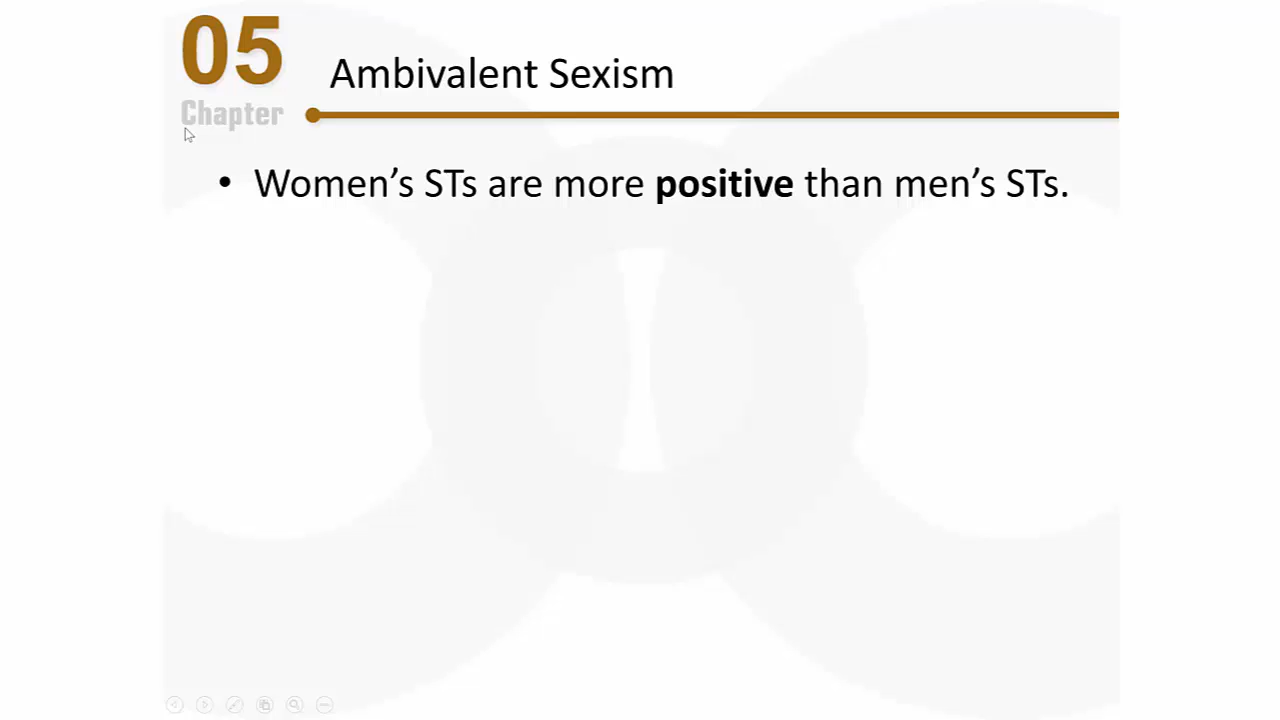 05
Chapter
Ambivalent Sexism
• Women’s STs are more positive than men’s STs.